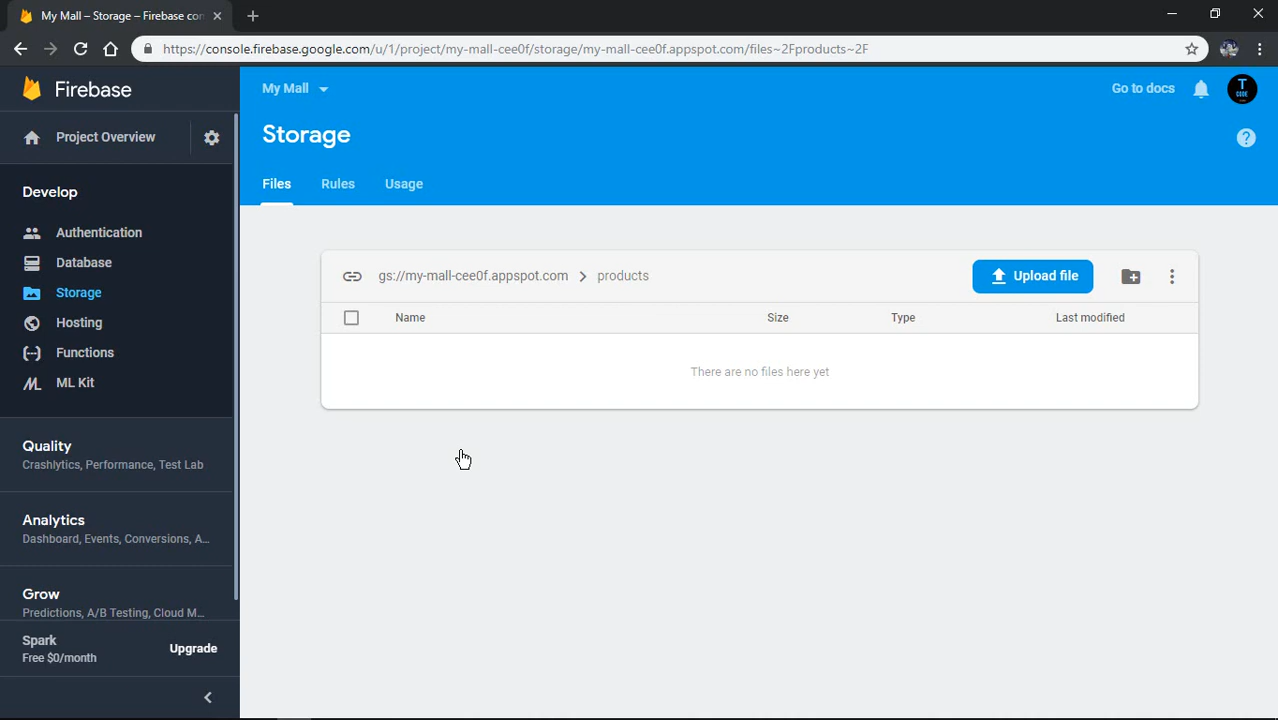 My Mall – Storage – Firebase con
https://console.firebase.google.com/u/1/project/my-mall-cee0f/storage/my-mall-cee0f.appspot.com/files~2Fproducts~2F
Firebase
My Mall
Go to docs
T
CODE
Project Overview
Storage
?
Files
Rules
Usage
Develop
Authentication
Database
Storage
Hosting
Functions
ML Kit
gs://my-mall-cee0f.appspot.com > products
Upload file
Name
Size
Type
Last modified
There are no files here yet
Quality
Crashlytics, Performance, Test Lab
Analytics
Dashboard, Events, Conversions, A...
Grow
Predictions, A/B Testing, Cloud M...
Spark
Free $0/month
Upgrade